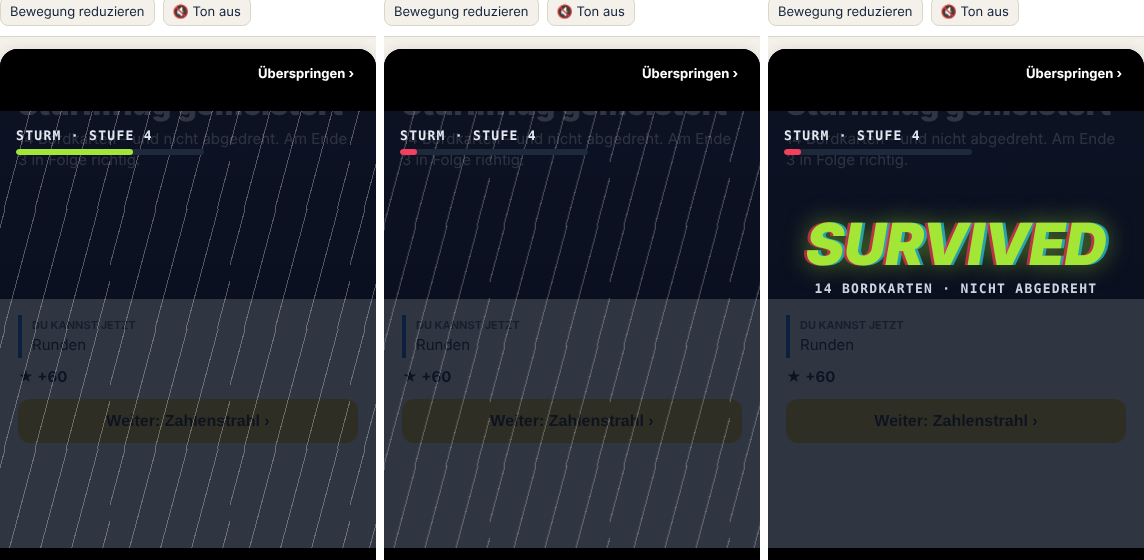 Bewegung reduzieren
🔇 Ton aus
Überspringen ›
Sturmflug gemeistert
STURM · STUFE 4
Bordkarten und nicht abgedreht. Am Ende
3 in Folge richtig.
DU KANNST JETZT
Runden
★ +60
Weiter: Zahlenstrahl ›
Bewegung reduzieren
🔇 Ton aus
Überspringen ›
STURM · STUFE 4
und nicht abgedreht. Am Ende
3 in Folge richtig.
DU KANNST JETZT
Runden
★ +60
Weiter: Zahlenstrahl ›
Bewegung reduzieren
🔇 Ton aus
Überspringen ›
STURM · STUFE 4
und nicht abgedreht. Am Ende
3 in Folge richtig.
SURVIVED
14 BORDKARTEN · NICHT ABGEDREHT
DU KANNST JETZT
Runden
★ +60
Weiter: Zahlenstrahl ›